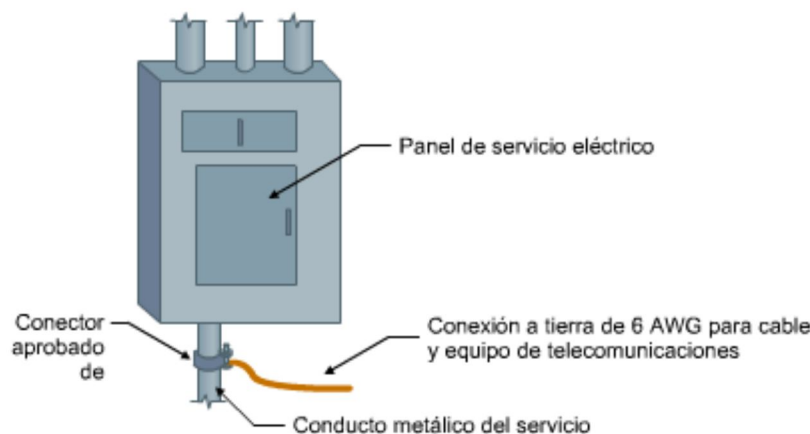 Panel de servicio eléctrico
Conector
aprobado
de
Conexión a tierra de 6 AWG para cable
y equipo de telecomunicaciones
Conducto metálico del servicio